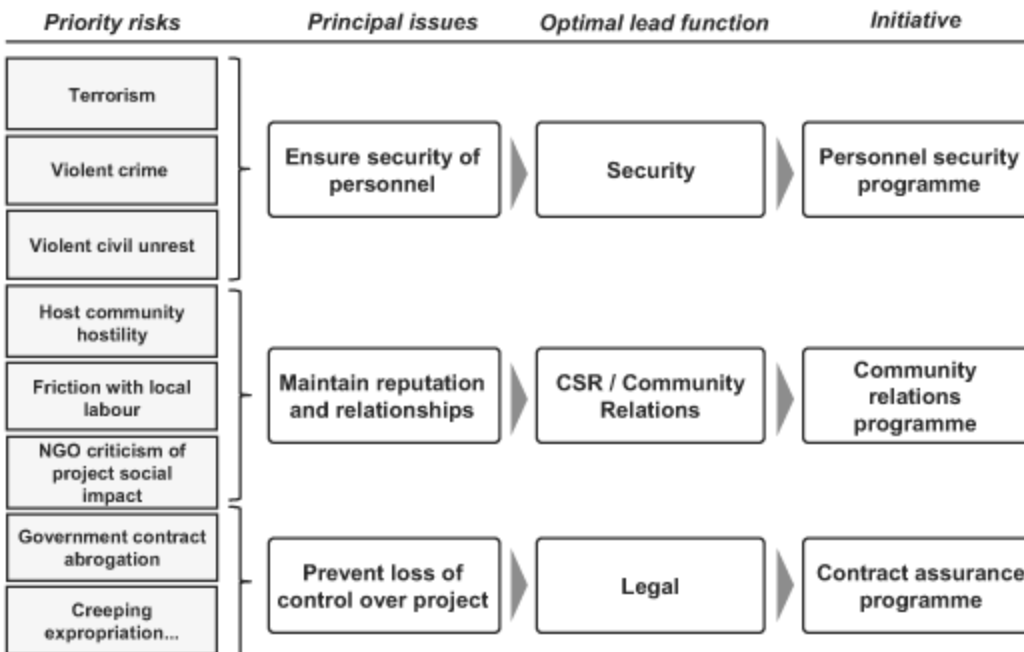 Priority risks
Principal issues
Optimal lead function
Initiative
Terrorism
Violent crime
Violent civil unrest
Ensure security of
personnel
Security
Personnel security
programme
Host community
hostility
Friction with local
labour
NGO criticism of
project social
impact
Maintain reputation
and relationships
CSR / Community
Relations
Community
relations
programme
Government contract
abrogation
Creeping
expropriation...
Prevent loss of
control over project
Legal
Contract assurance
programme